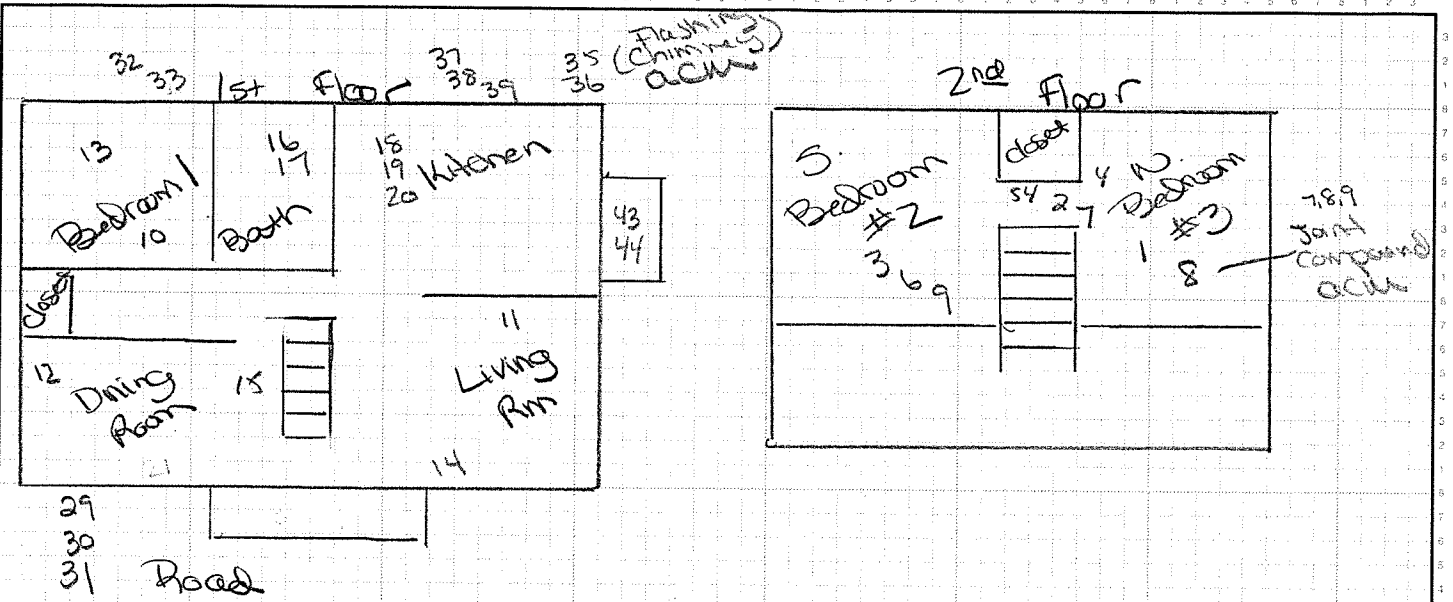 32
33
1st Floor
37
38 39
35
36
(Flashing
Chimney)
ACM
13
Bedroom 1
10
16
17
Bath
18
19
20
Kitchen
43
44
Closet
11
Living
Rm
12
Dining
Room
15
21
14
29
30
31 Road
2nd Floor
S.
Bedroom
#2
3 6 9
closet
54 2 7
4 N.
Bedroom
#3
1
8
7,8,9
Joint
Compound
ACM